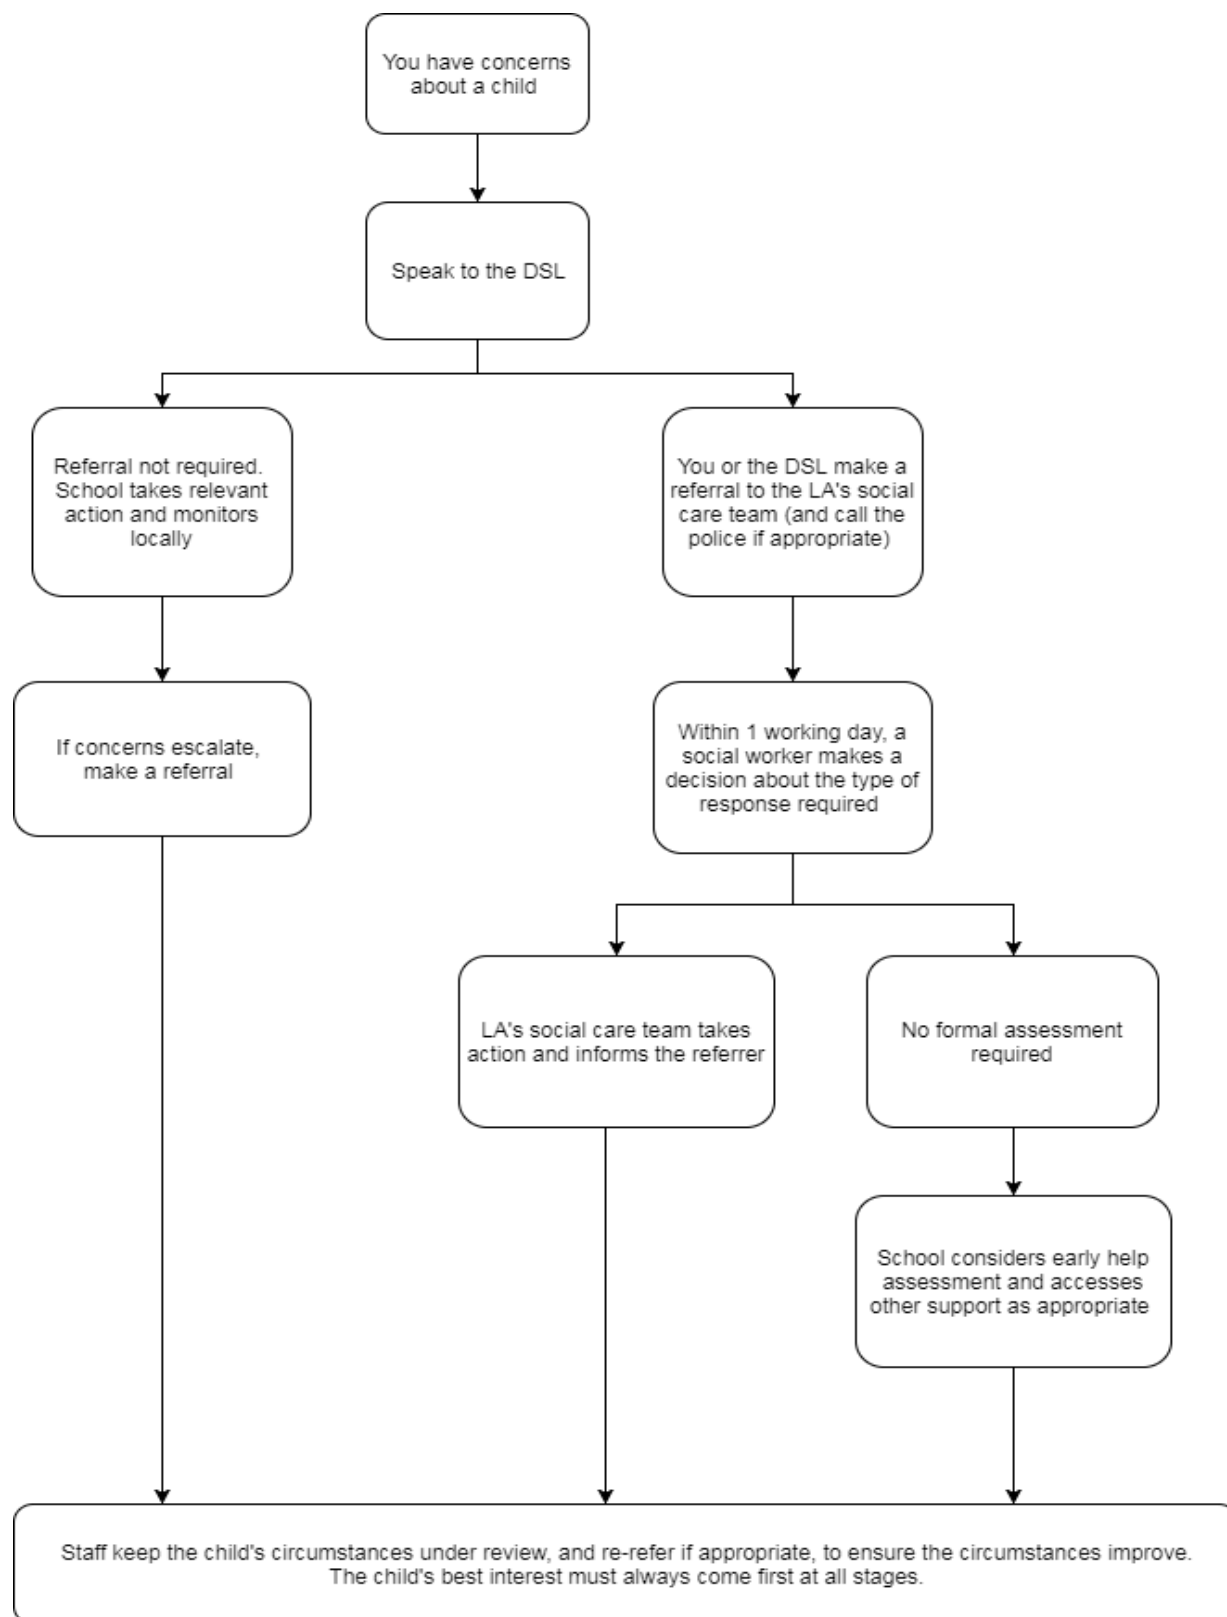 You have concerns
about a child
Speak to the DSL
Referral not required.
School takes relevant
action and monitors
locally
You or the DSL make a
referral to the LA's social
care team (and call the
police if appropriate)
If concerns escalate,
make a referral
Within 1 working day, a
social worker makes a
decision about the type of
response required
LA's social care team takes
action and informs the referrer
No formal assessment
required
School considers early help
assessment and accesses
other support as appropriate
Staff keep the child's circumstances under review, and re-refer if appropriate, to ensure the circumstances improve.
The child's best interest must always come first at all stages.